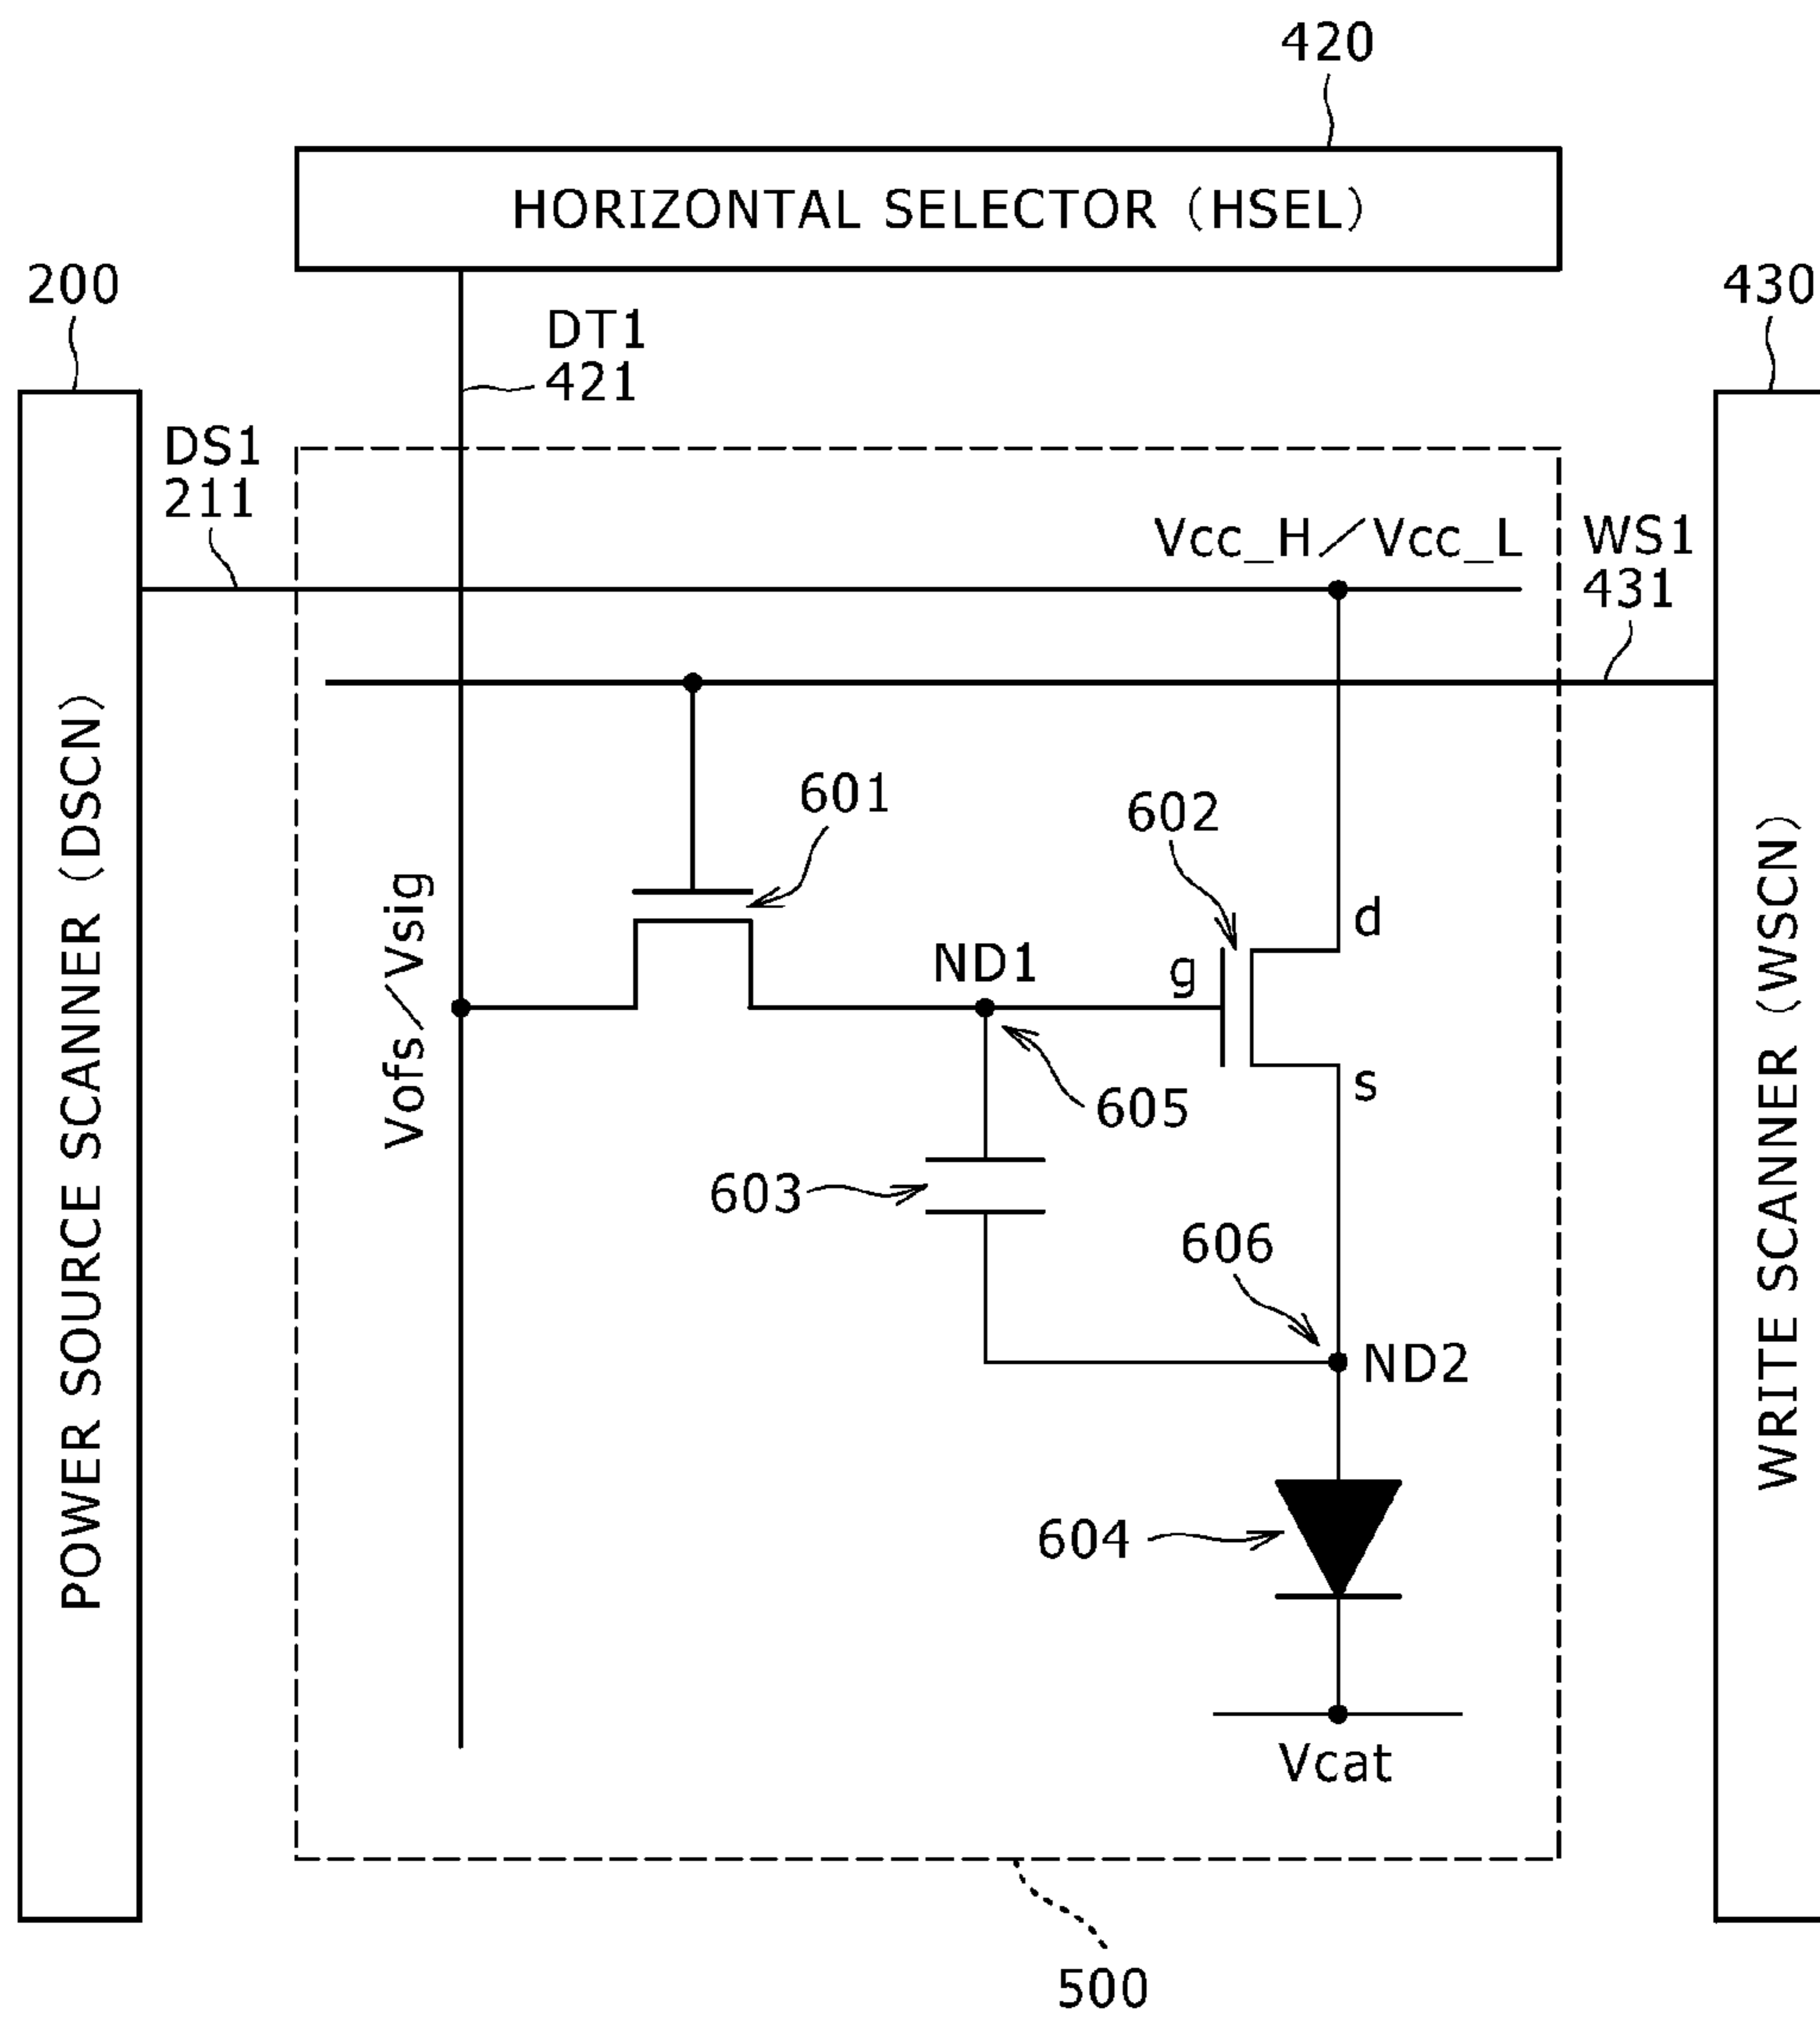 420
HORIZONTAL SELECTOR (HSEL)
200
430
DT1
421
DS1
211
Vcc_H/Vcc_L
WS1
431
POWER SOURCE SCANNER (DSCN)
WRITE SCANNER (WSCN)
601
602
Vofs/Vsig
d
ND1
g
s
605
603
606
ND2
604
Vcat
500